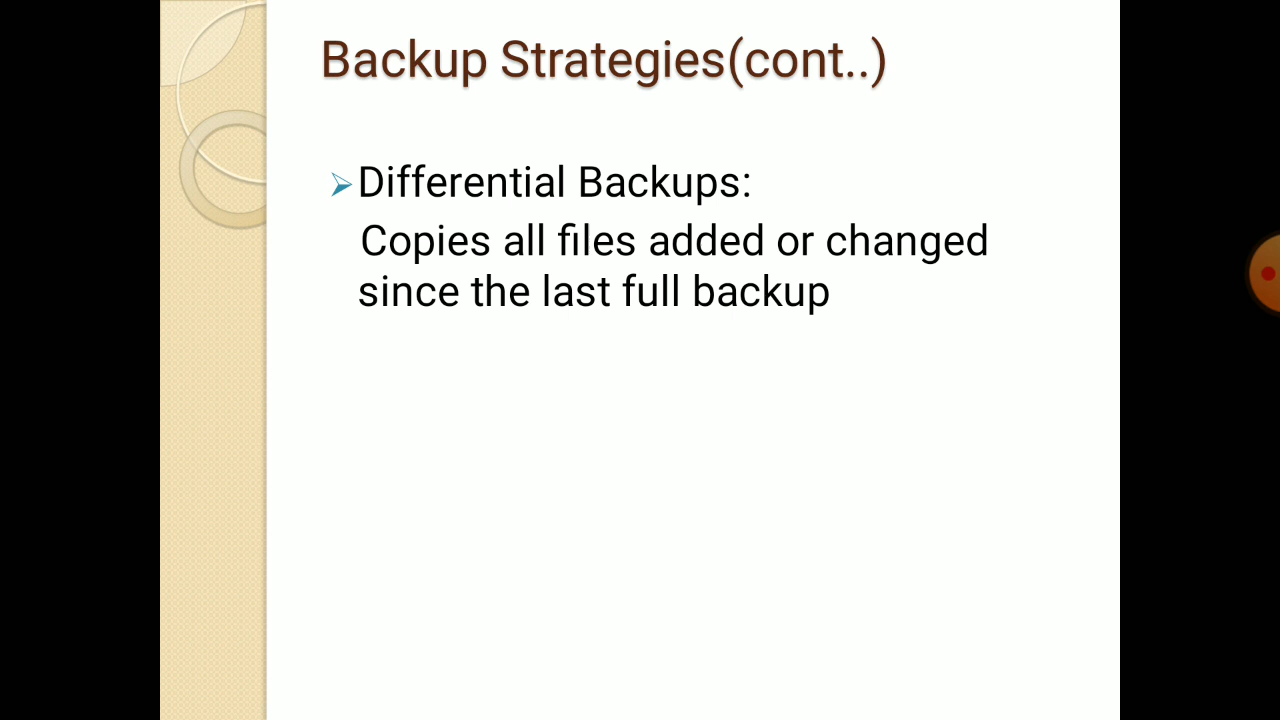 Backup Strategies(cont..)
Differential Backups:
Copies all files added or changed
since the last full backup